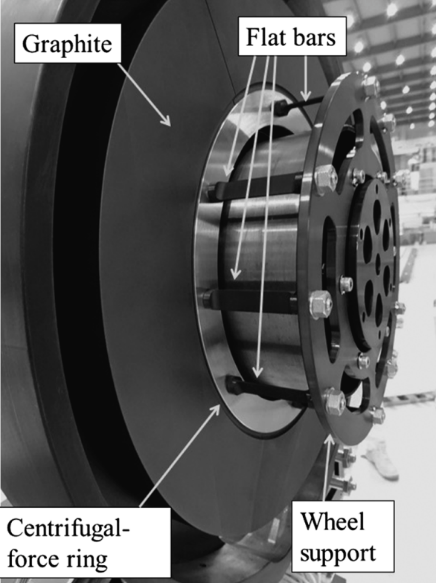 Graphite
Flat bars
Centrifugal-
force ring
Wheel
support